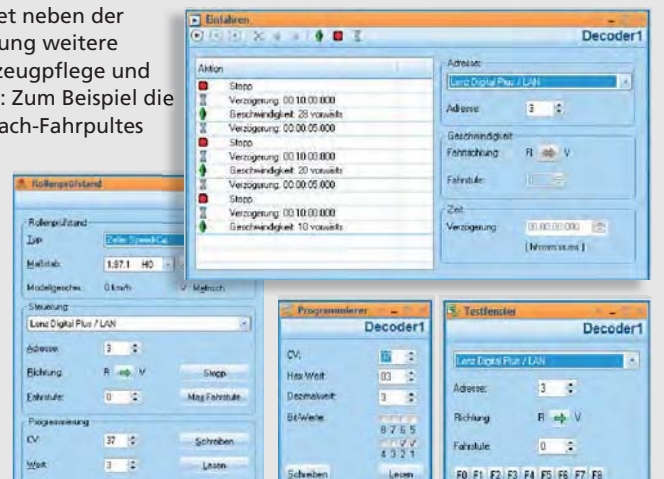 et neben der
ung weitere
zeugpflege und
: Zum Beispiel die
ach-Fahrpultes
Einfahren
Decoder1
Aktion
Stopp
Verzögerung: 00:10:00.000
Geschwindigkeit: 28 vorwärts
Verzögerung: 00:00:05.000
Stopp
Verzögerung: 00:10:00.000
Geschwindigkeit: 20 vorwärts
Verzögerung: 00:00:05.000
Stopp
Verzögerung: 00:10:00.000
Geschwindigkeit: 10 vorwärts
Adresse:
Lenz Digital Plus / LAN
Adresse: 3
Geschwindigkeit
Fahrtrichtung: R V
Fahrstufe: 0
Zeit
Verzögerung: 00:00:00.000
Rollenprüfstand
Rollenprüfstand
Typ: Zeller SpeedCat
Maßstab: 1:87.1 H0
Modellgeschw.: 0 km/h Metrisch
Steuerung
Lenz Digital Plus / LAN
Adresse: 3
Richtung: R V Stopp
Fahrstufe: 0 Max Fahrstufe
Programmierung
CV: 37 Schreiben
Wert: 3 Lesen
Programmierer
Decoder1
CV: 37
Hex Wert: 03
Dezimalwert: 3
Bit-Werte:
8 7 6 5
4 3 2 1
Schreiben Lesen
Testfenster
Decoder1
Lenz Digital Plus / LAN
Adresse: 3
Richtung: R V
Fahrstufe: 0
F0 F1 F2 F3 F4 F5 F6 F7 F8